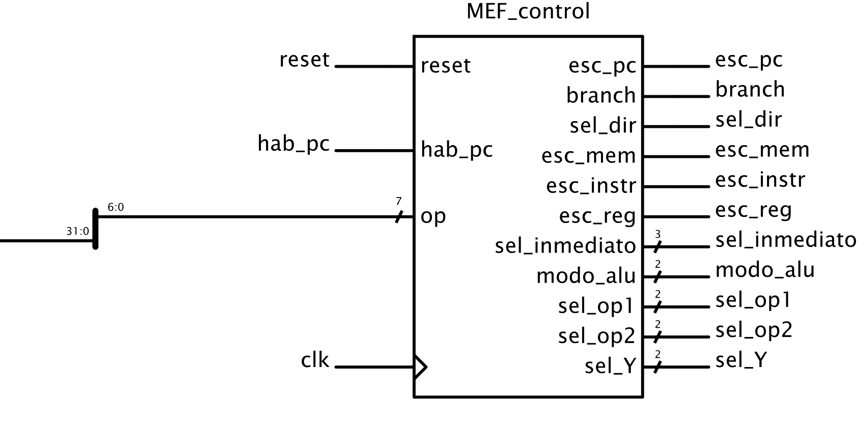 MEF_control
reset reset esc_pc esc_pc
branch branch
sel_dir sel_dir
hab_pc hab_pc esc_mem esc_mem
esc_instr esc_instr
6:0 7 op esc_reg esc_reg
31:0 sel_inmediato 3 sel_inmediato
modo_alu 2 modo_alu
sel_op1 2 sel_op1
sel_op2 2 sel_op2
clk sel_Y 2 sel_Y